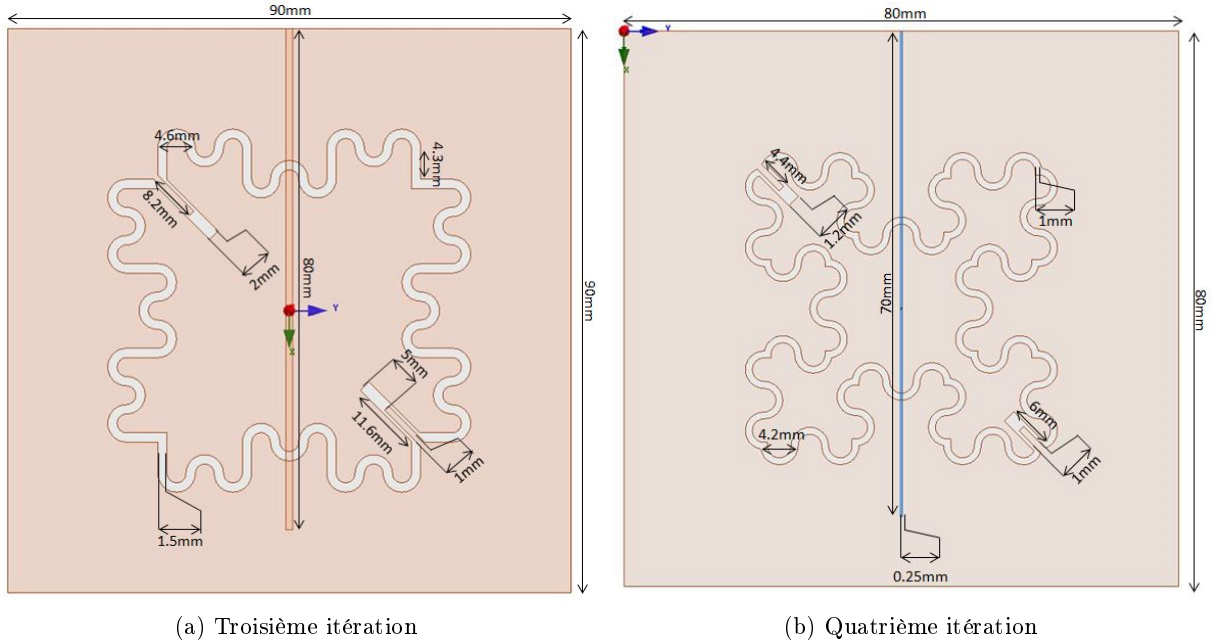 90mm
4.6mm
4.3mm
8.2mm
2mm
80mm
Y
X
90mm
5mm
11.6mm
1mm
1.5mm
(a) Troisième itération
80mm
Y
X
4.4mm
1.2mm
1mm
70mm
80mm
6mm
4.2mm
1mm
0.25mm
(b) Quatrième itération